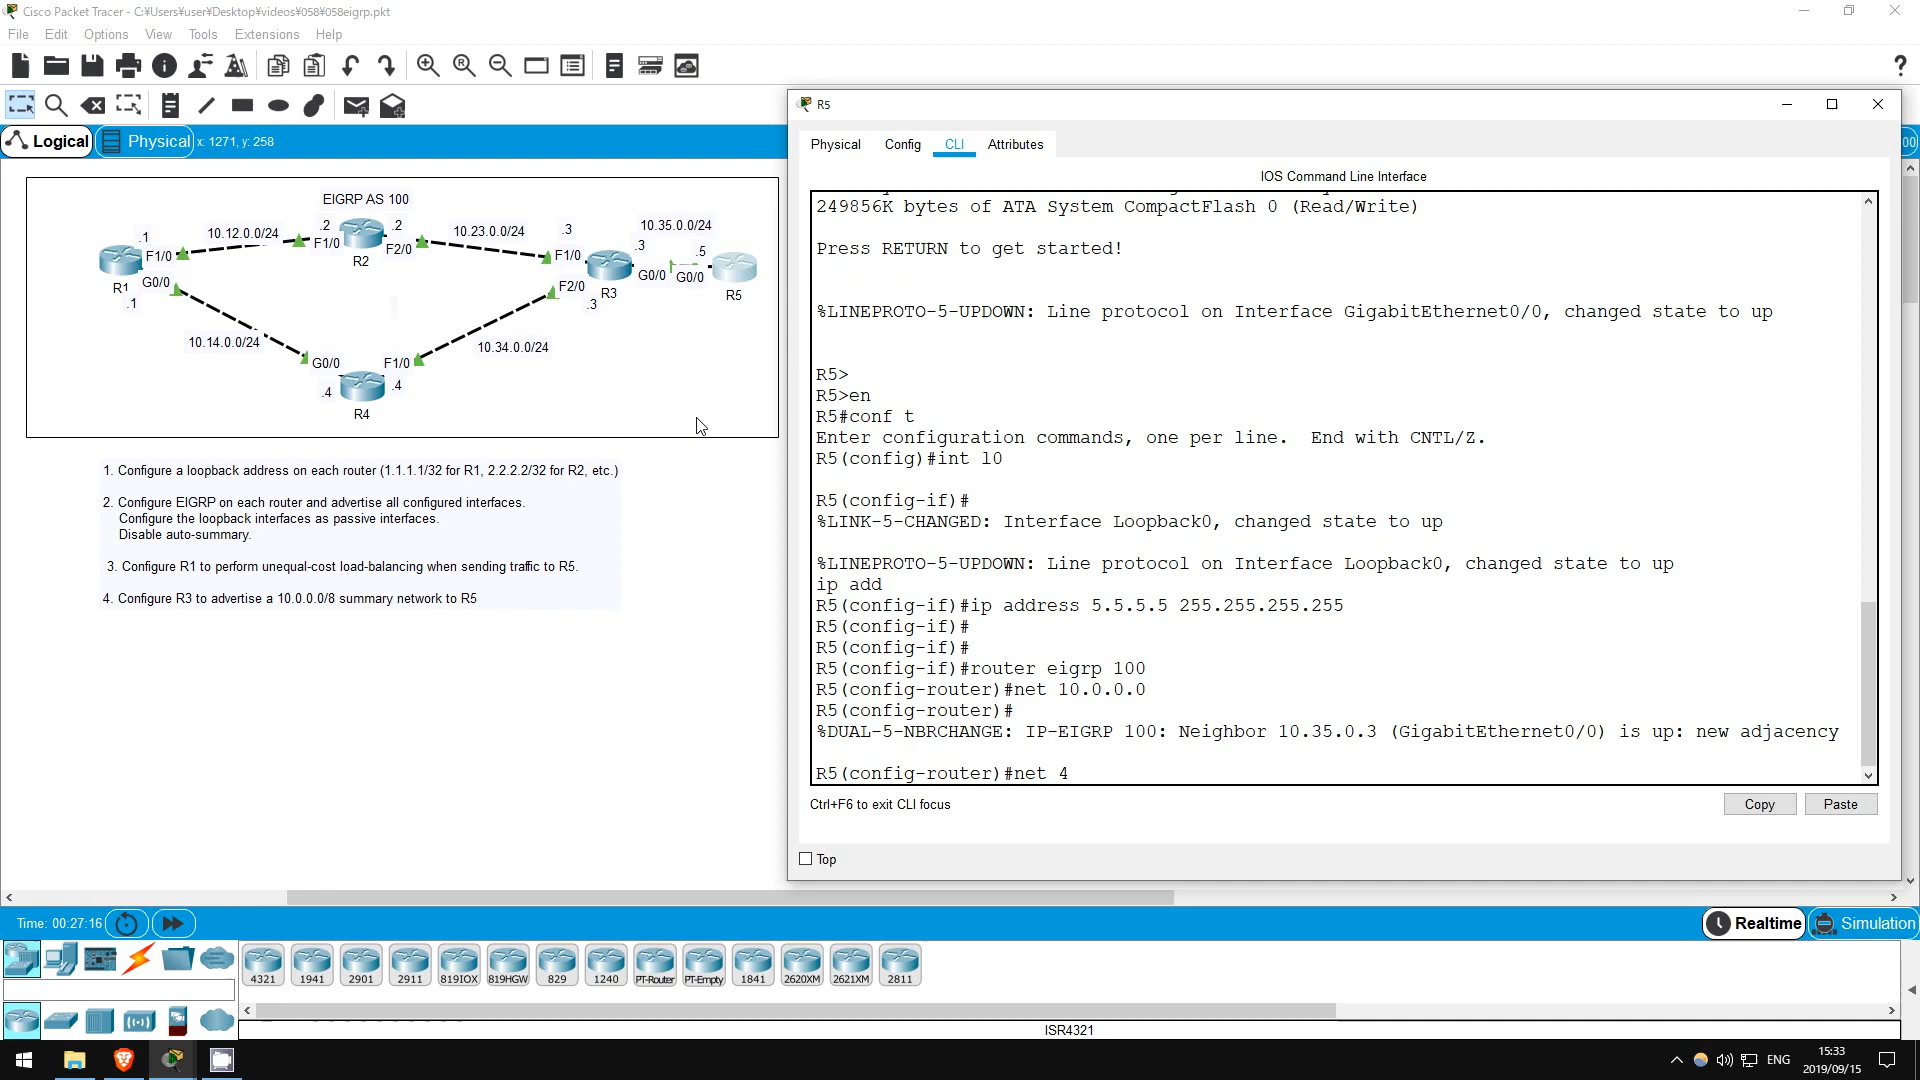 Cisco Packet Tracer - C:¥Users¥user¥Desktop¥videos¥058¥058eigrp.pkt
File Edit Options View Tools Extensions Help
Logical Physical x: 1271, y: 258
EIGRP AS 100
10.12.0.0/24
10.23.0.0/24
10.35.0.0/24
.1
F1/0
.2
F1/0
.2
F2/0
.3
F1/0
.3
.5
R2
R1
G0/0
.1
F2/0
.3
R3
G0/0
G0/0
R5
10.14.0.0/24
10.34.0.0/24
G0/0
F1/0
.4
.4
R4
1. Configure a loopback address on each router (1.1.1.1/32 for R1, 2.2.2.2/32 for R2, etc.)
2. Configure EIGRP on each router and advertise all configured interfaces.
Configure the loopback interfaces as passive interfaces.
Disable auto-summary.
3. Configure R1 to perform unequal-cost load-balancing when sending traffic to R5.
4. Configure R3 to advertise a 10.0.0.0/8 summary network to R5
R5
Physical Config CLI Attributes
IOS Command Line Interface
249856K bytes of ATA System CompactFlash 0 (Read/Write)
Press RETURN to get started!
%LINEPROTO-5-UPDOWN: Line protocol on Interface GigabitEthernet0/0, changed state to up
R5>
R5>en
R5#conf t
Enter configuration commands, one per line.  End with CNTL/Z.
R5(config)#int l0
R5(config-if)#
%LINK-5-CHANGED: Interface Loopback0, changed state to up
%LINEPROTO-5-UPDOWN: Line protocol on Interface Loopback0, changed state to up
ip add
R5(config-if)#ip address 5.5.5.5 255.255.255.255
R5(config-if)#
R5(config-if)#
R5(config-if)#router eigrp 100
R5(config-router)#net 10.0.0.0
R5(config-router)#
%DUAL-5-NBRCHANGE: IP-EIGRP 100: Neighbor 10.35.0.3 (GigabitEthernet0/0) is up: new adjacency
R5(config-router)#net 4
Ctrl+F6 to exit CLI focus
Copy Paste
Top
00
Time: 00:27:16
Realtime Simulation
4321 1941 2901 2911 819IOX 819HGW 829 1240 PT-Router PT-Empty 1841 2620XM 2621XM 2811
ISR4321
ENG
15:33
2019/09/15